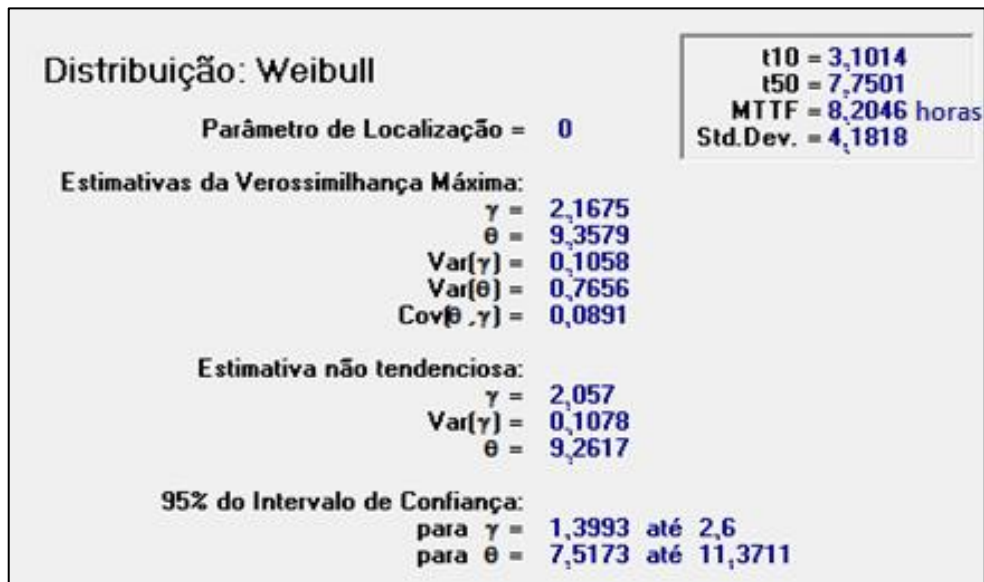 Distribuição: Weibull
t10 = 3,1014
t50 = 7,7501
MTTF = 8,2046 horas
Std.Dev. = 4,1818
Parâmetro de Localização = 0
Estimativas da Verossimilhança Máxima:
γ = 2,1675
θ = 9,3579
Var(γ) = 0,1058
Var(θ) = 0,7656
Cov(θ ,γ) = 0,0891
Estimativa não tendenciosa:
γ = 2,057
Var(γ) = 0,1078
θ = 9,2617
95% do Intervalo de Confiança:
para γ = 1,3993 até 2,6
para θ = 7,5173 até 11,3711